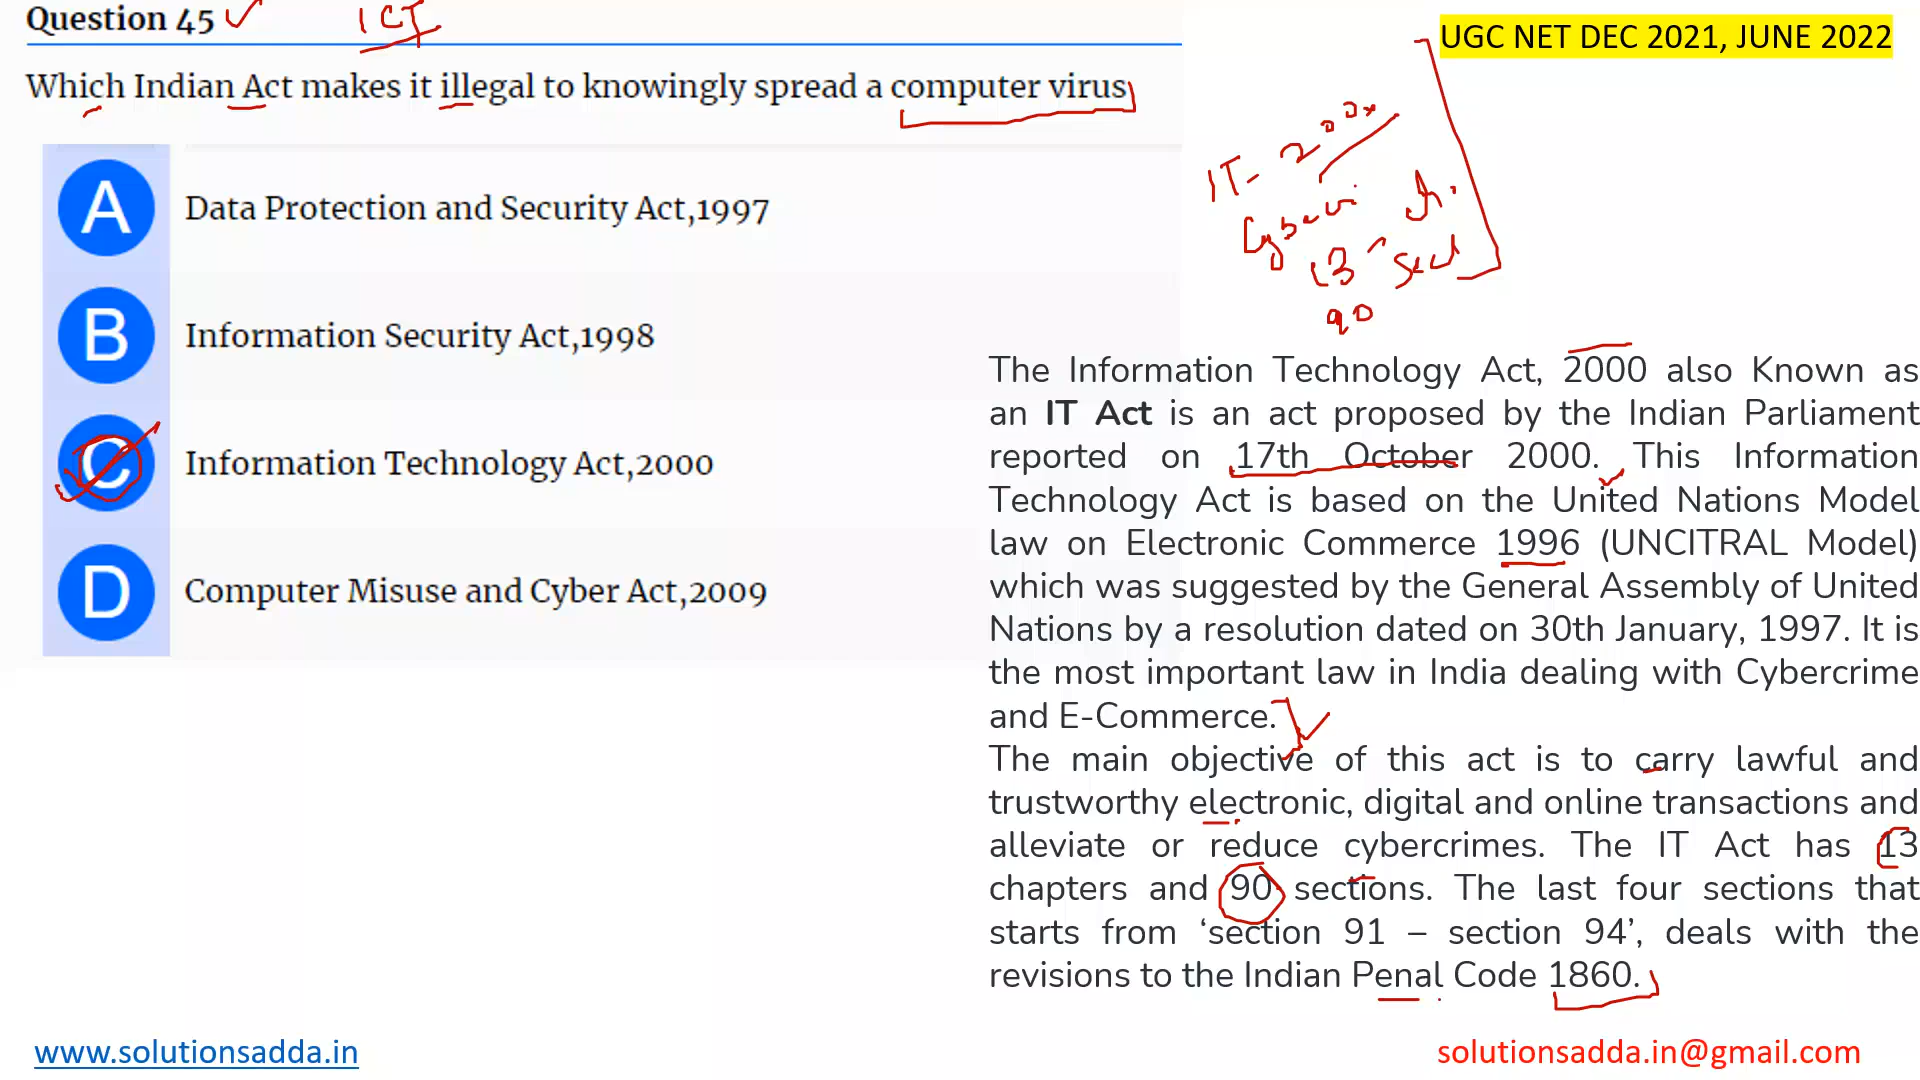 Question 45
ICT
UGC NET DEC 2021, JUNE 2022
Which Indian Act makes it illegal to knowingly spread a computer virus
A
Data Protection and Security Act,1997
B
Information Security Act,1998
C
Information Technology Act,2000
D
Computer Misuse and Cyber Act,2009
IT-
13 Sect
90
The Information Technology Act, 2000 also Known as
an IT Act is an act proposed by the Indian Parliament
reported on 17th October 2000. This Information
Technology Act is based on the United Nations Model
law on Electronic Commerce 1996 (UNCITRAL Model)
which was suggested by the General Assembly of United
Nations by a resolution dated on 30th January, 1997. It is
the most important law in India dealing with Cybercrime
and E-Commerce.
The main objective of this act is to carry lawful and
trustworthy electronic, digital and online transactions and
alleviate or reduce cybercrimes. The IT Act has 13
chapters and 90 sections. The last four sections that
starts from ‘section 91 – section 94’, deals with the
revisions to the Indian Penal Code 1860.
www.solutionsadda.in
solutionsadda.in@gmail.com